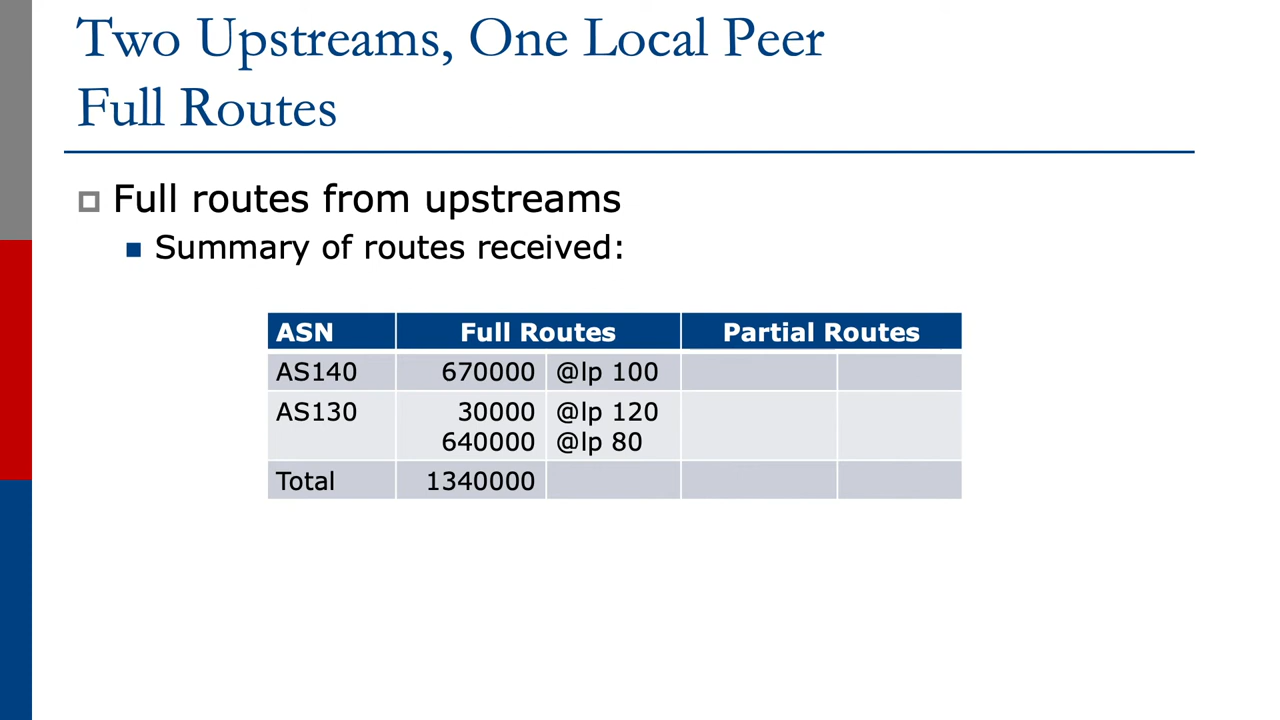 Two Upstreams, One Local Peer
Full Routes
Full routes from upstreams
Summary of routes received:
ASN Full Routes Partial Routes
AS140 670000 @lp 100
AS130 30000 @lp 120
640000 @lp 80
Total 1340000